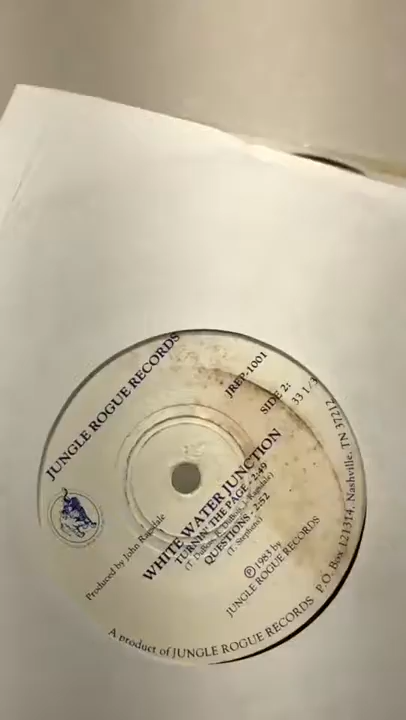 JUNGLE ROGUE RECORDS
JREP-1001
SIDE 2:
33 1/3
WHITE WATER JUNCTION
TURNIN' THE PAGE - 2:49
QUESTIONS - 2:52
(T. Stephens)
Produced by John Ragsdale
℗ 1983 by
JUNGLE ROGUE RECORDS
A product of JUNGLE ROGUE RECORDS P.O. Box 121314, Nashville, TN 37212